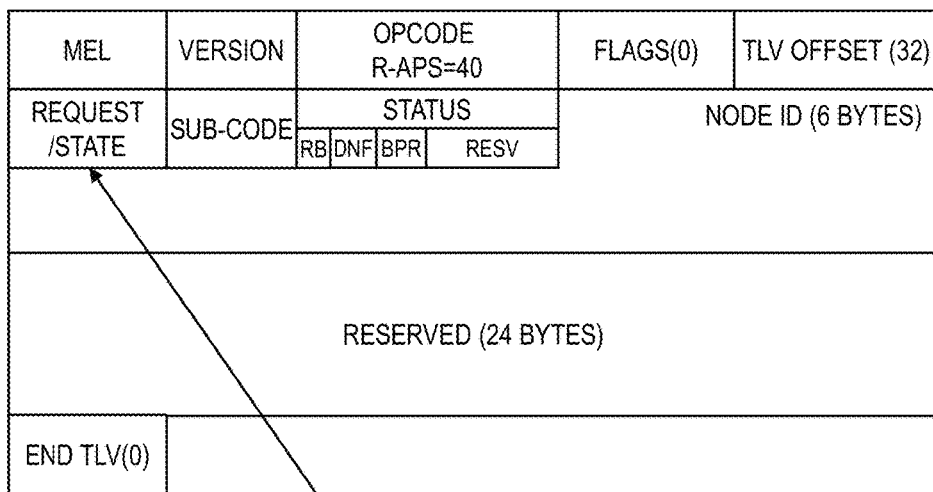 MEL
VERSION
OPCODE
R-APS=40
FLAGS(0)
TLV OFFSET (32)
REQUEST
/STATE
SUB-CODE
STATUS
RB
DNF
BPR
RESV
NODE ID (6 BYTES)
RESERVED (24 BYTES)
END TLV(0)